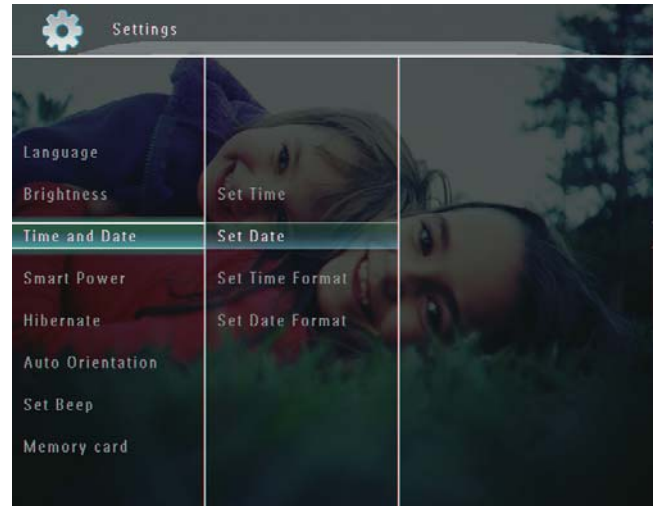 Settings
Language
Brightness
Time and Date
Smart Power
Hibernate
Auto Orientation
Set Beep
Memory card
Set Time
Set Date
Set Time Format
Set Date Format